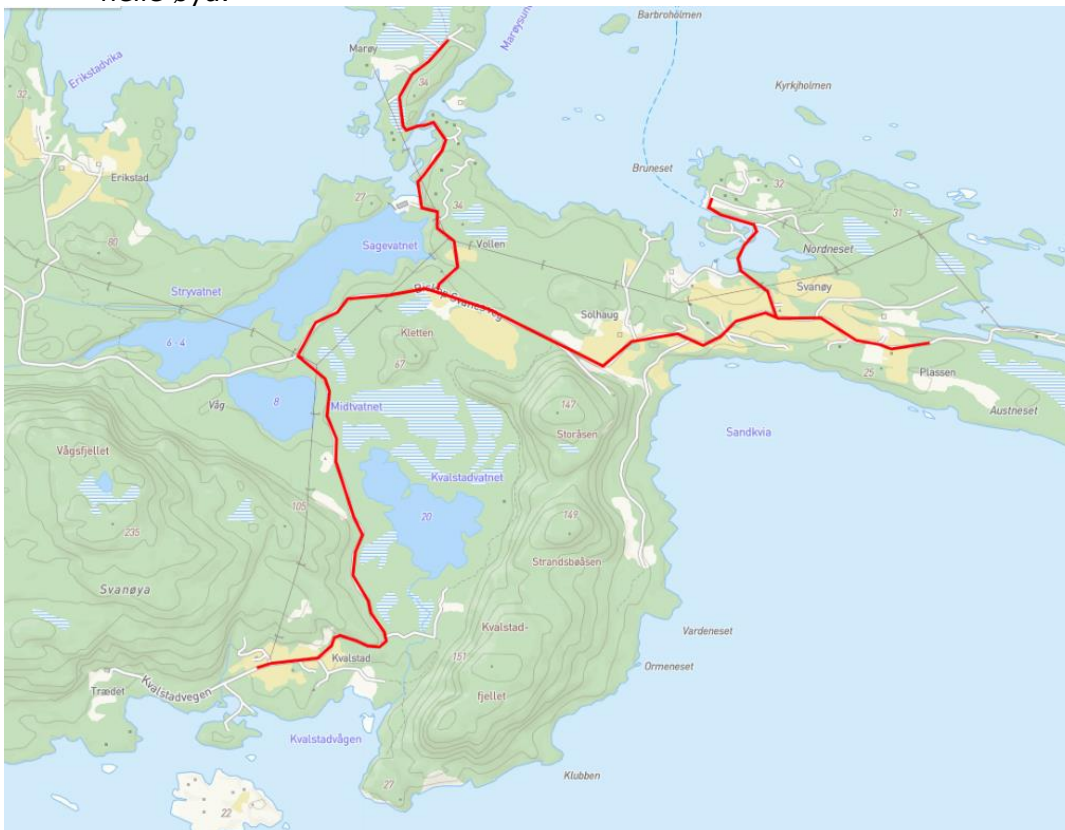 Barbroholmen
Marøy
Erikstadvika
32
34
Kyrkjholmen
Bruneset
Erikstad
32
27
34
31
80
Sagevatnet
Vollen
Nordneset
Stryvatnet
Svanøy
Solhaug
6 - 4
Kletten
67
25
Plassen
8
Midtvatnet
Våg
147
Austneset
Storåsen
Sandkvia
Vågsfjellet
Kvalstadvatnet
105
20
149
235
Strandsbøåsen
Svanøya
Kvalstad-
Vardeneset
151
Kvalstad
Ormeneset
Trædet
Kvalstadvegen
fjellet
Kvalstadvågen
Klubben
27
22